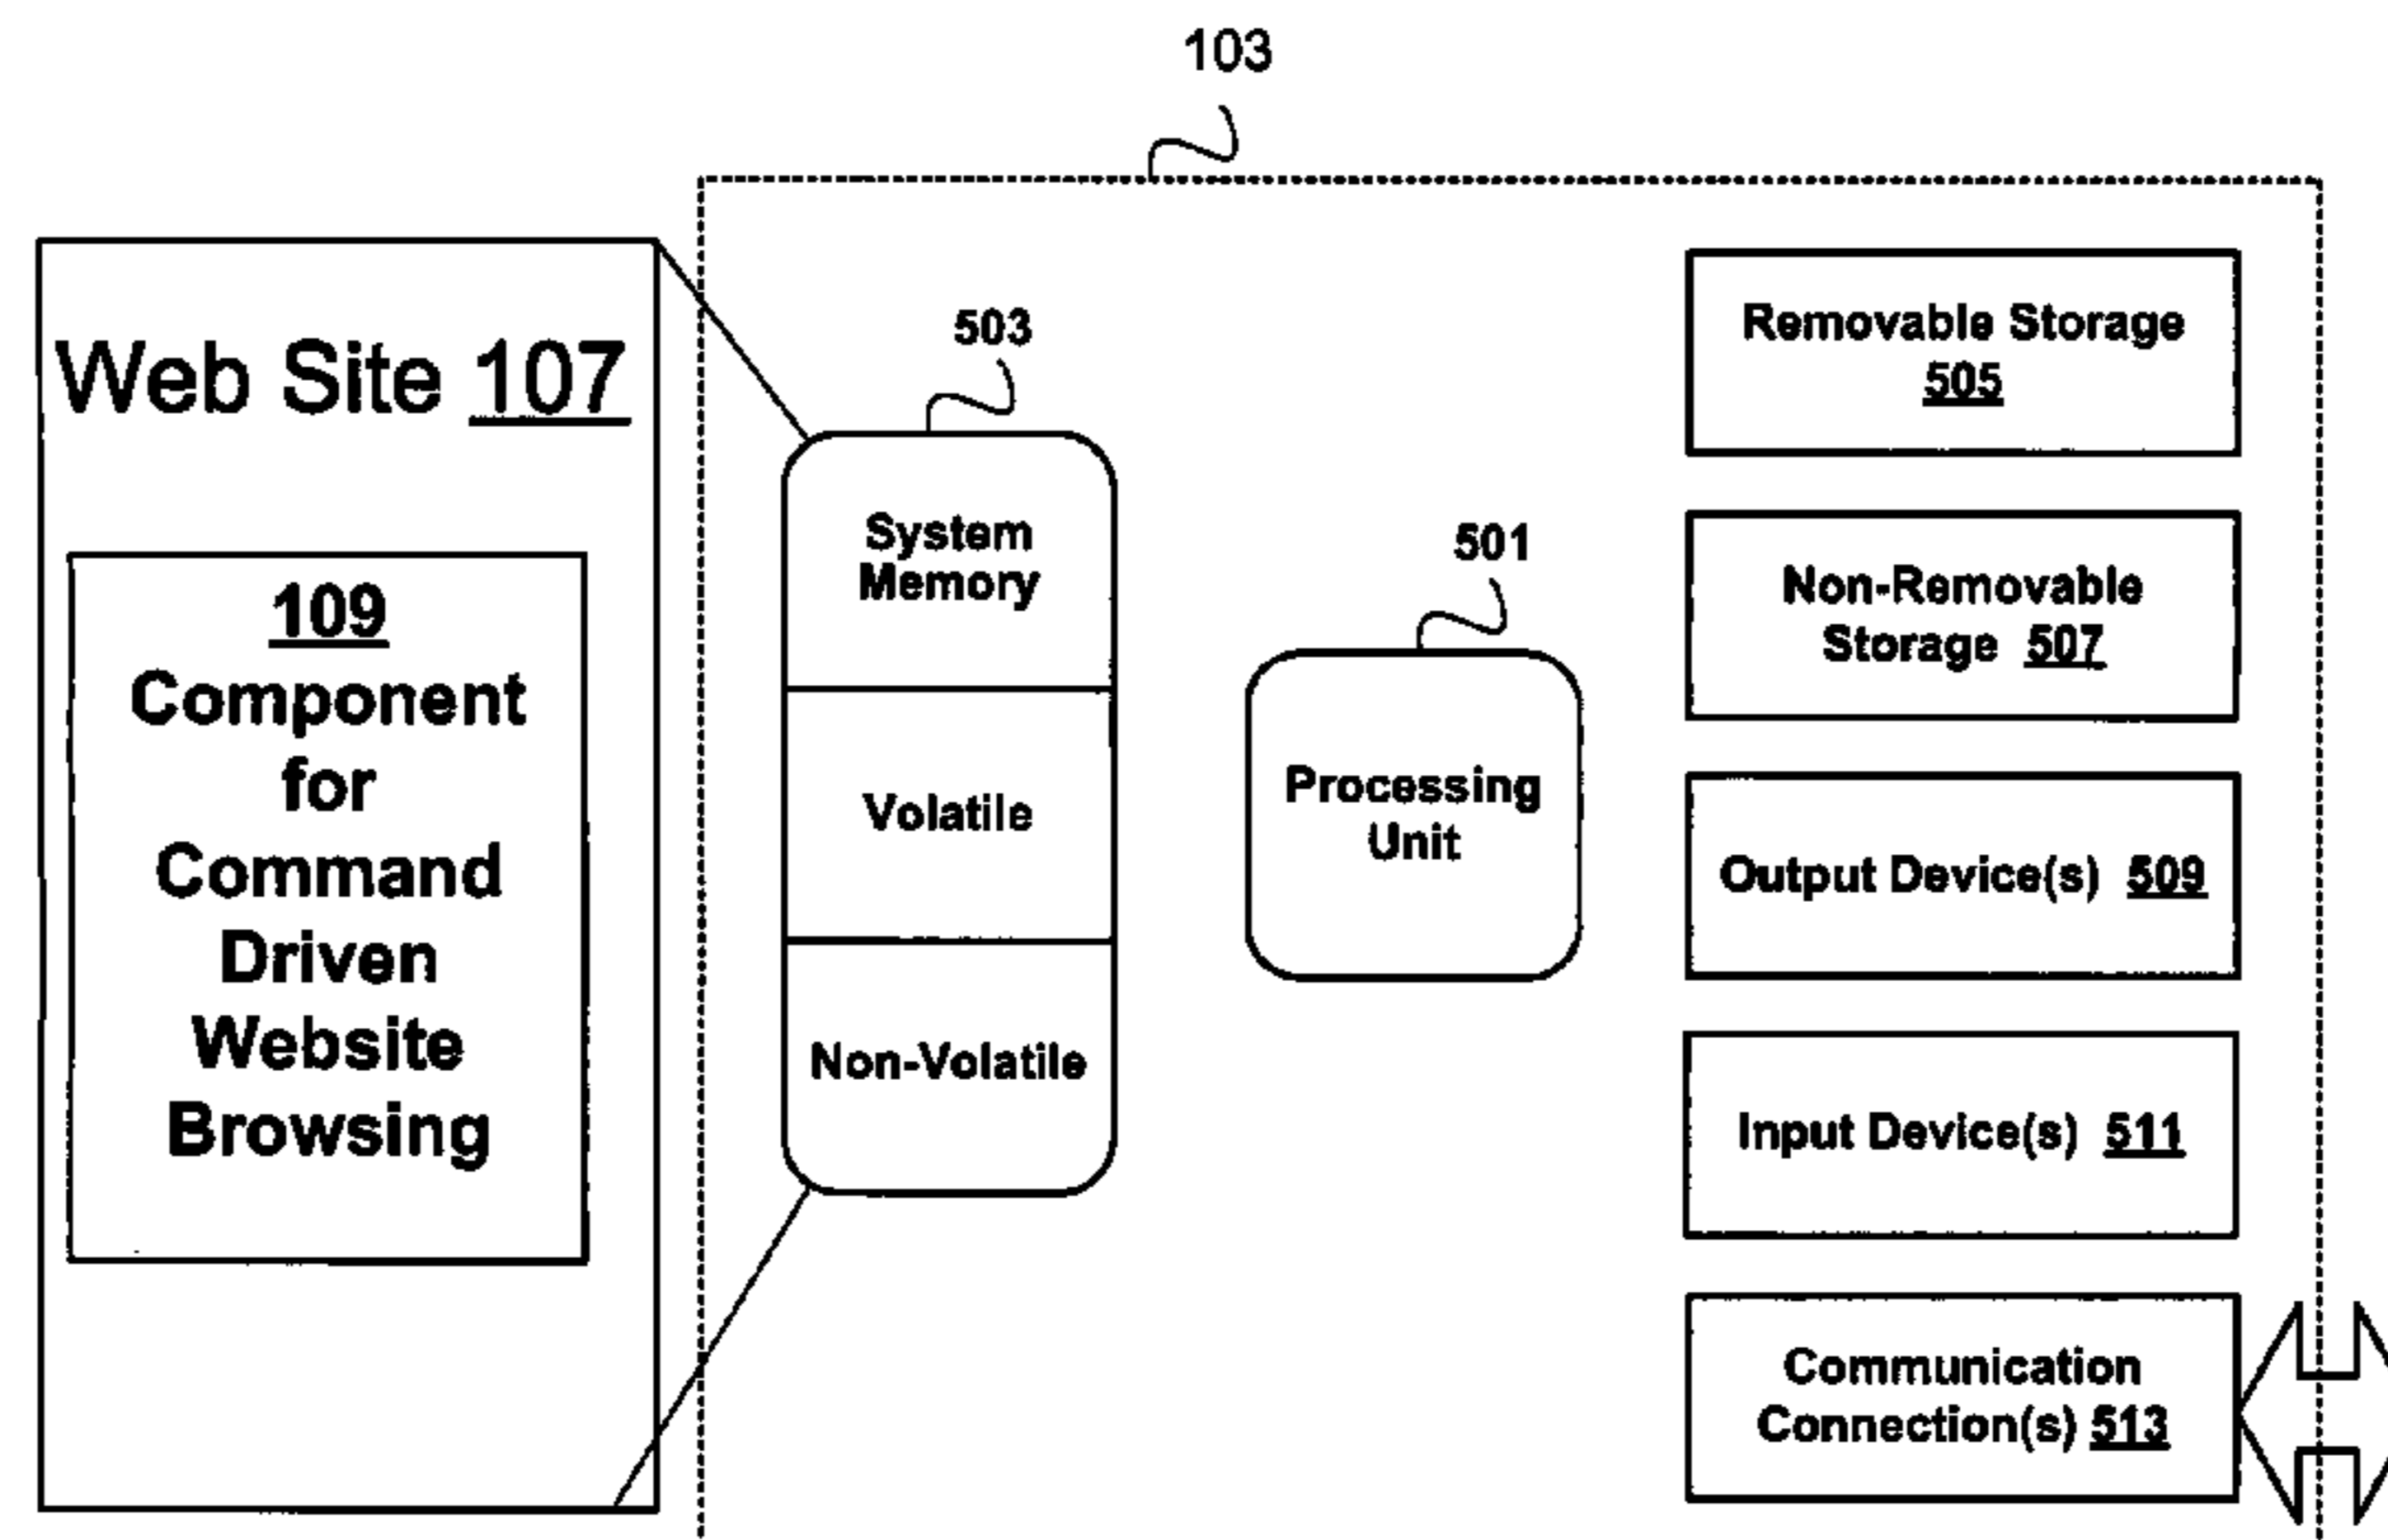 103
Web Site 107
109
Component
for
Command
Driven
Website
Browsing
503
System
Memory
Volatile
Non-Volatile
501
Processing
Unit
Removable Storage
505
Non-Removable
Storage 507
Output Device(s) 509
Input Device(s) 511
Communication
Connection(s) 513